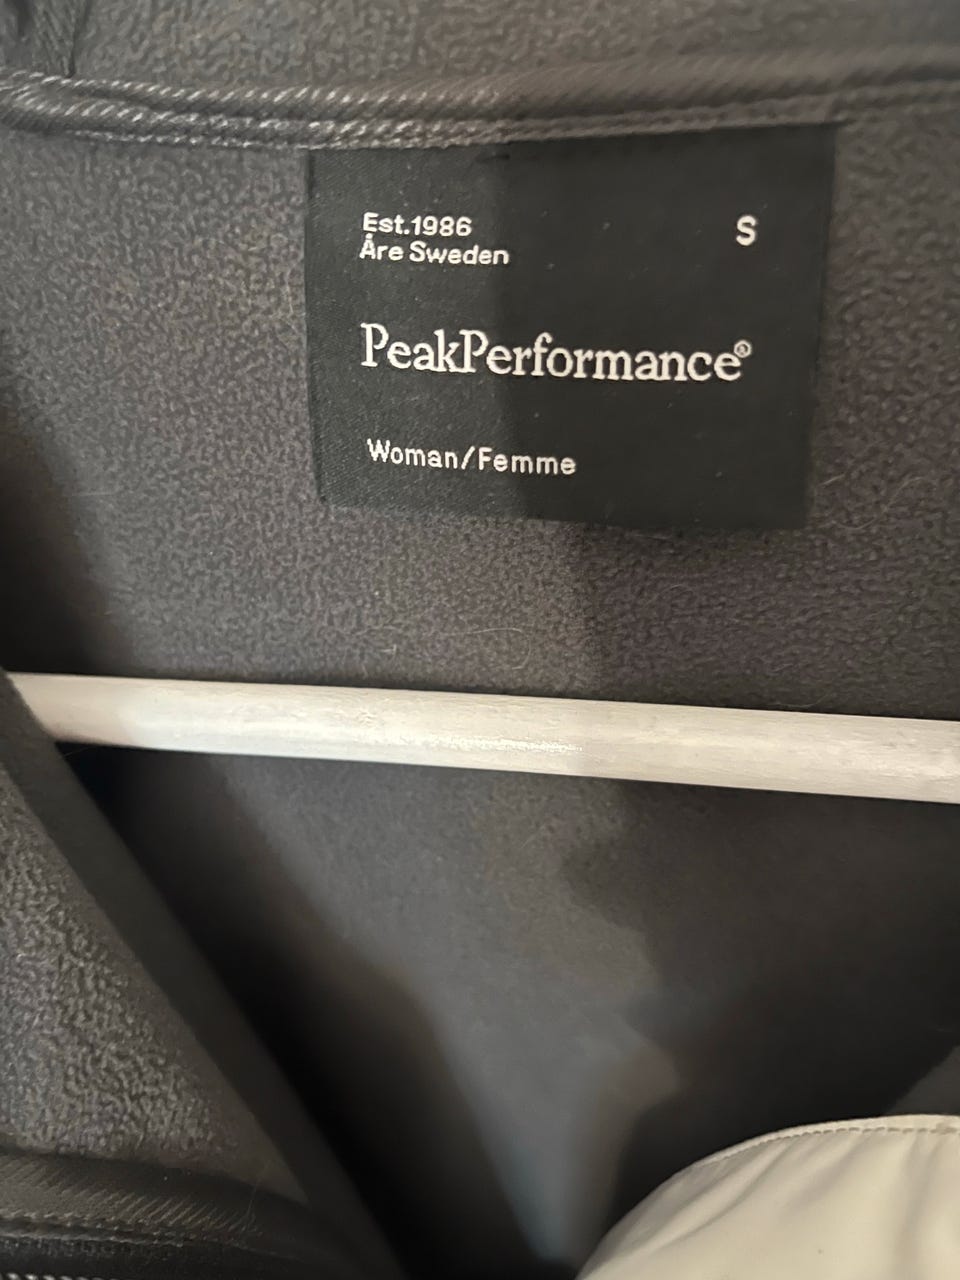 Est.1986
Åre Sweden
S
PeakPerformance®
Woman/Femme